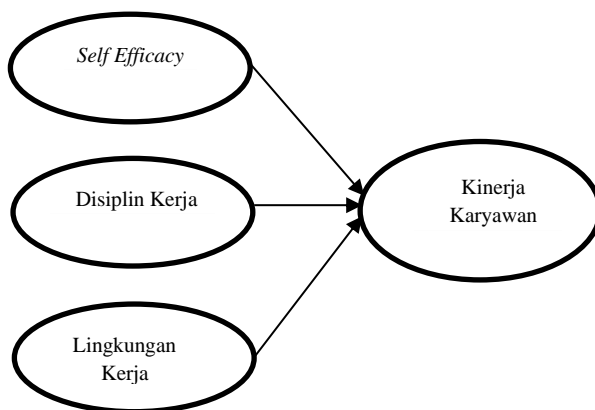 Self Efficacy
Disiplin Kerja
Kinerja
Karyawan
Lingkungan
Kerja